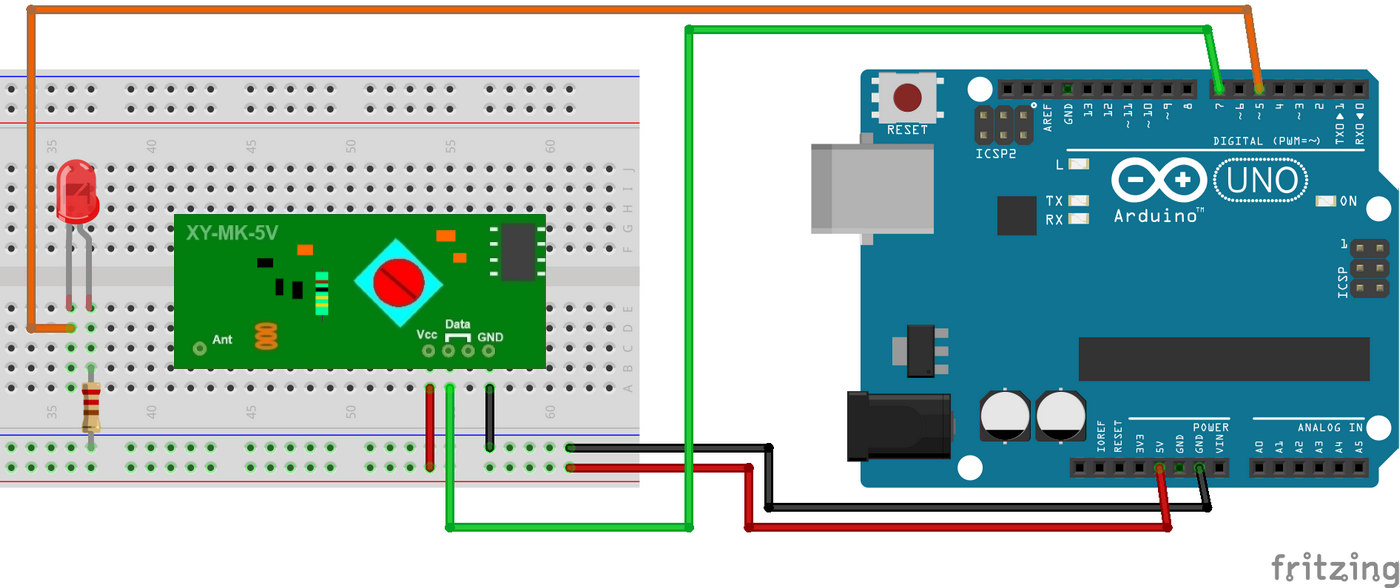 35
40
45
50
55
60
J
I
H
G
F
XY-MK-5V
Ant
Vcc
Data
GND
E
D
C
B
A
35
40
45
50
55
60
RESET
ICSP2
AREF
GND
13
12
~11
~10
~9
8
7
~6
~5
4
~3
2
TX0▶1
RX0◀0
DIGITAL (PWM=~)
L
TX
RX
Arduino™
UNO
ON
1
ICSP
IOREF
RESET
3V3
5V
GND
GND
VIN
POWER
A0
A1
A2
A3
A4
A5
ANALOG IN
fritzing